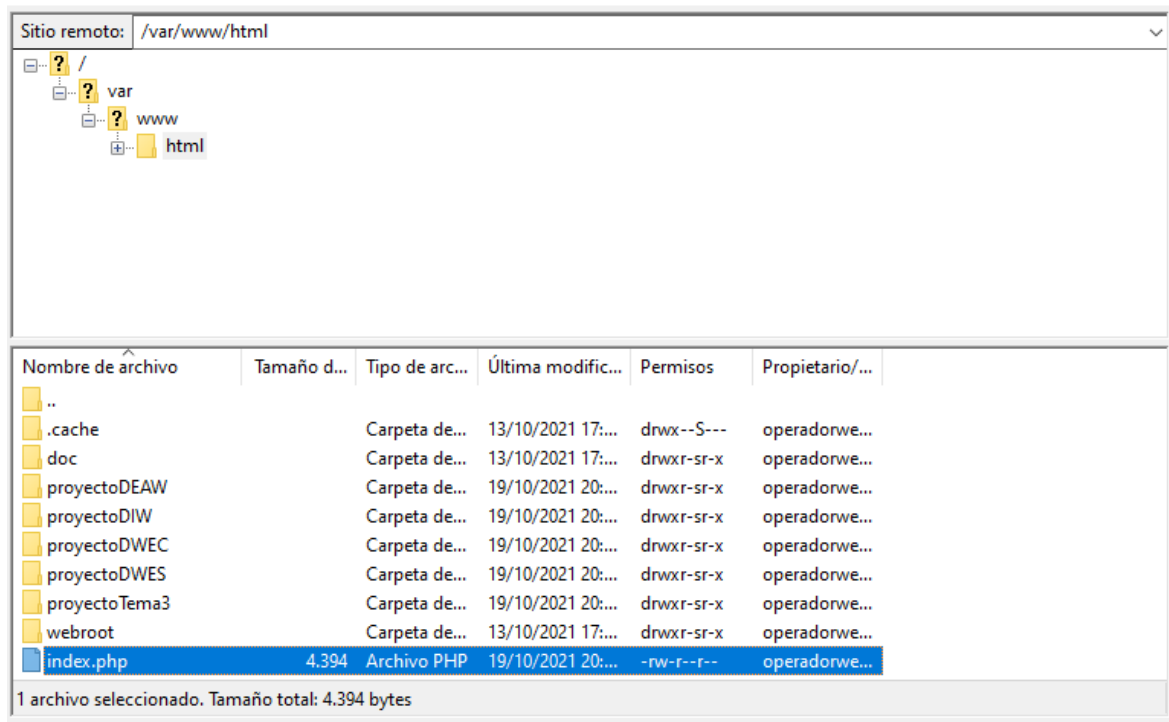 Sitio remoto: /var/www/html
? /
? var
? www
html
Nombre de archivo Tamaño d... Tipo de arc... Última modific... Permisos Propietario/...
..
.cache Carpeta de... 13/10/2021 17:... drwx--S--- operadorwe...
doc Carpeta de... 13/10/2021 17:... drwxr-sr-x operadorwe...
proyectoDEAW Carpeta de... 19/10/2021 20:... drwxr-sr-x operadorwe...
proyectoDIW Carpeta de... 19/10/2021 20:... drwxr-sr-x operadorwe...
proyectoDWEC Carpeta de... 19/10/2021 20:... drwxr-sr-x operadorwe...
proyectoDWES Carpeta de... 19/10/2021 20:... drwxr-sr-x operadorwe...
proyectoTema3 Carpeta de... 19/10/2021 20:... drwxr-sr-x operadorwe...
webroot Carpeta de... 13/10/2021 17:... drwxr-sr-x operadorwe...
index.php 4.394 Archivo PHP 19/10/2021 20:... -rw-r--r-- operadorwe...
1 archivo seleccionado. Tamaño total: 4.394 bytes